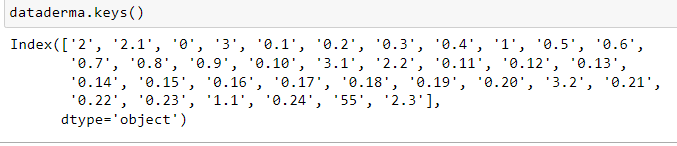 dataderma.keys()
Index(['2', '2.1', '0', '3', '0.1', '0.2', '0.3', '0.4', '1', '0.5', '0.6',
'0.7', '0.8', '0.9', '0.10', '3.1', '2.2', '0.11', '0.12', '0.13',
'0.14', '0.15', '0.16', '0.17', '0.18', '0.19', '0.20', '3.2', '0.21',
'0.22', '0.23', '1.1', '0.24', '55', '2.3'],
dtype='object')